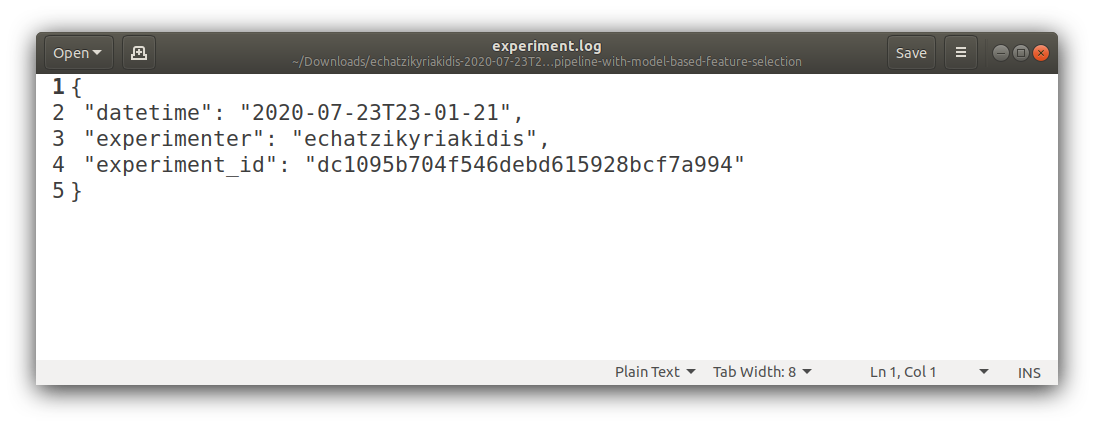 Open
experiment.log
~/Downloads/echatzikyriakidis-2020-07-23T2...pipeline-with-model-based-feature-selection
Save
1 {
2  "datetime": "2020-07-23T23-01-21",
3  "experimenter": "echatzikyriakidis",
4  "experiment_id": "dc1095b704f546debd615928bcf7a994"
5 }
Plain Text Tab Width: 8 Ln 1, Col 1 INS